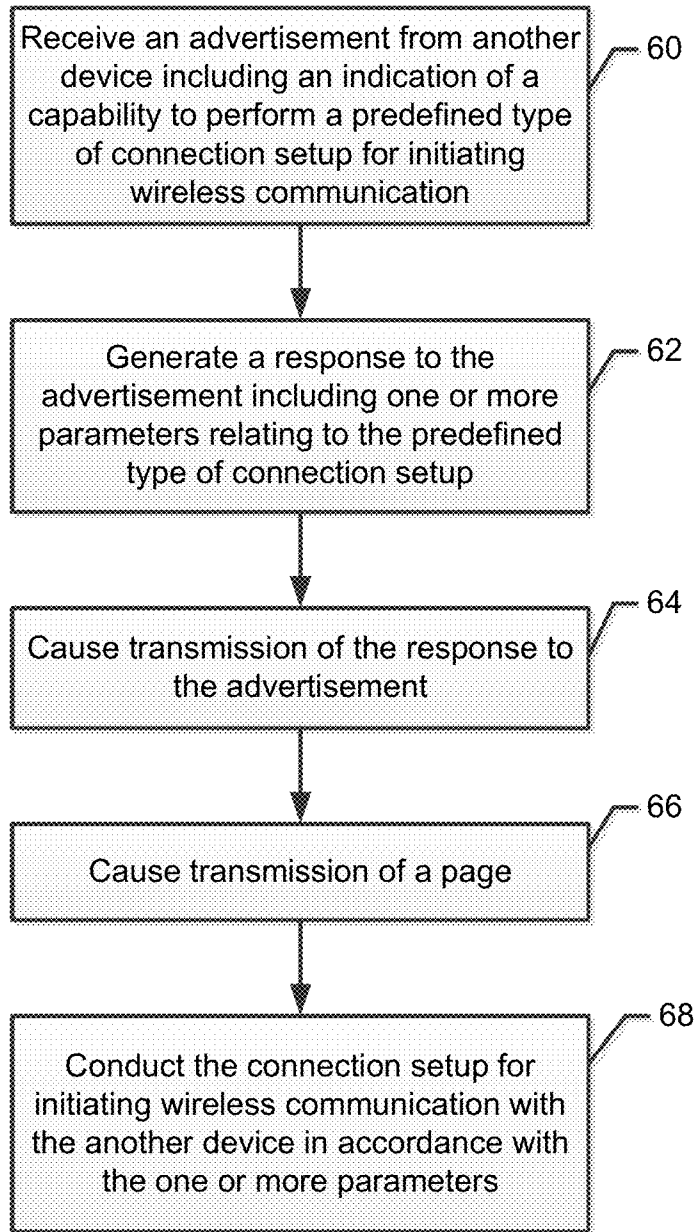 Receive an advertisement from another
device including an indication of a
capability to perform a predefined type
of connection setup for initiating
wireless communication
60
Generate a response to the
advertisement including one or more
parameters relating to the predefined
type of connection setup
62
Cause transmission of the response to
the advertisement
64
Cause transmission of a page
66
Conduct the connection setup for
initiating wireless communication with
the another device in accordance with
the one or more parameters
68